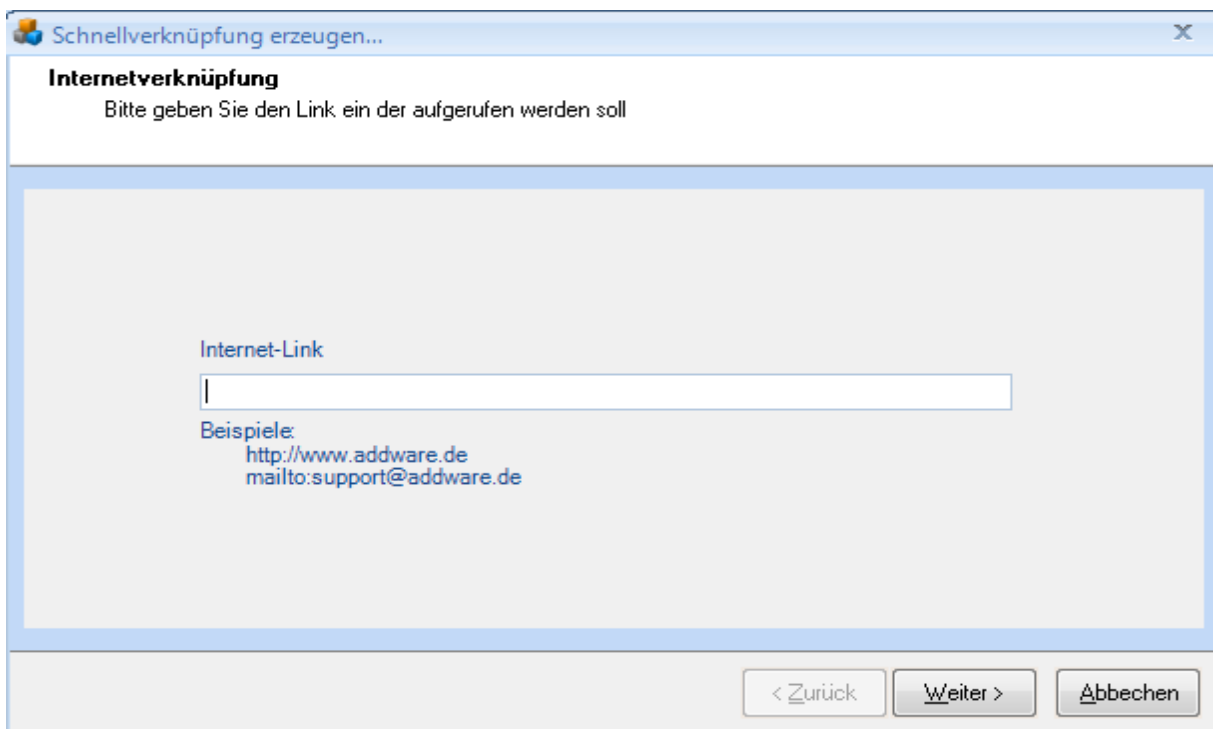 Schnellverknüpfung erzeugen...
Internetverknüpfung
Bitte geben Sie den Link ein der aufgerufen werden soll
Internet-Link
Beispiele:
http://www.addware.de
mailto:support@addware.de
< Zurück
Weiter >
Abbechen